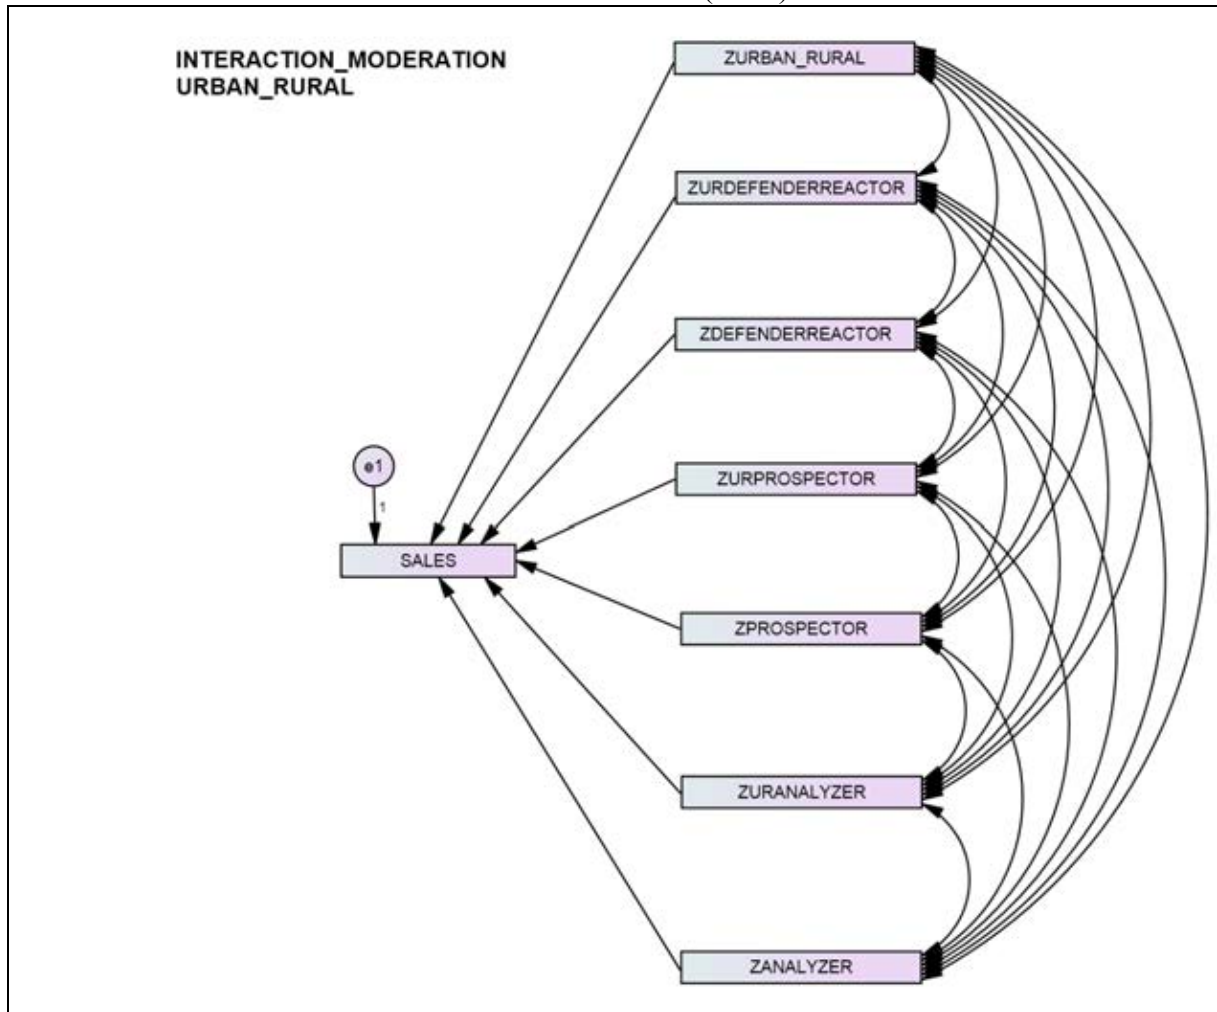 INTERACTION_MODERATION
URBAN_RURAL
ZURBAN_RURAL
ZURDEFENDERREACTOR
ZDEFENDERREACTOR
ZURPROSPECTOR
e1
1
SALES
ZPROSPECTOR
ZURANALYZER
ZANALYZER